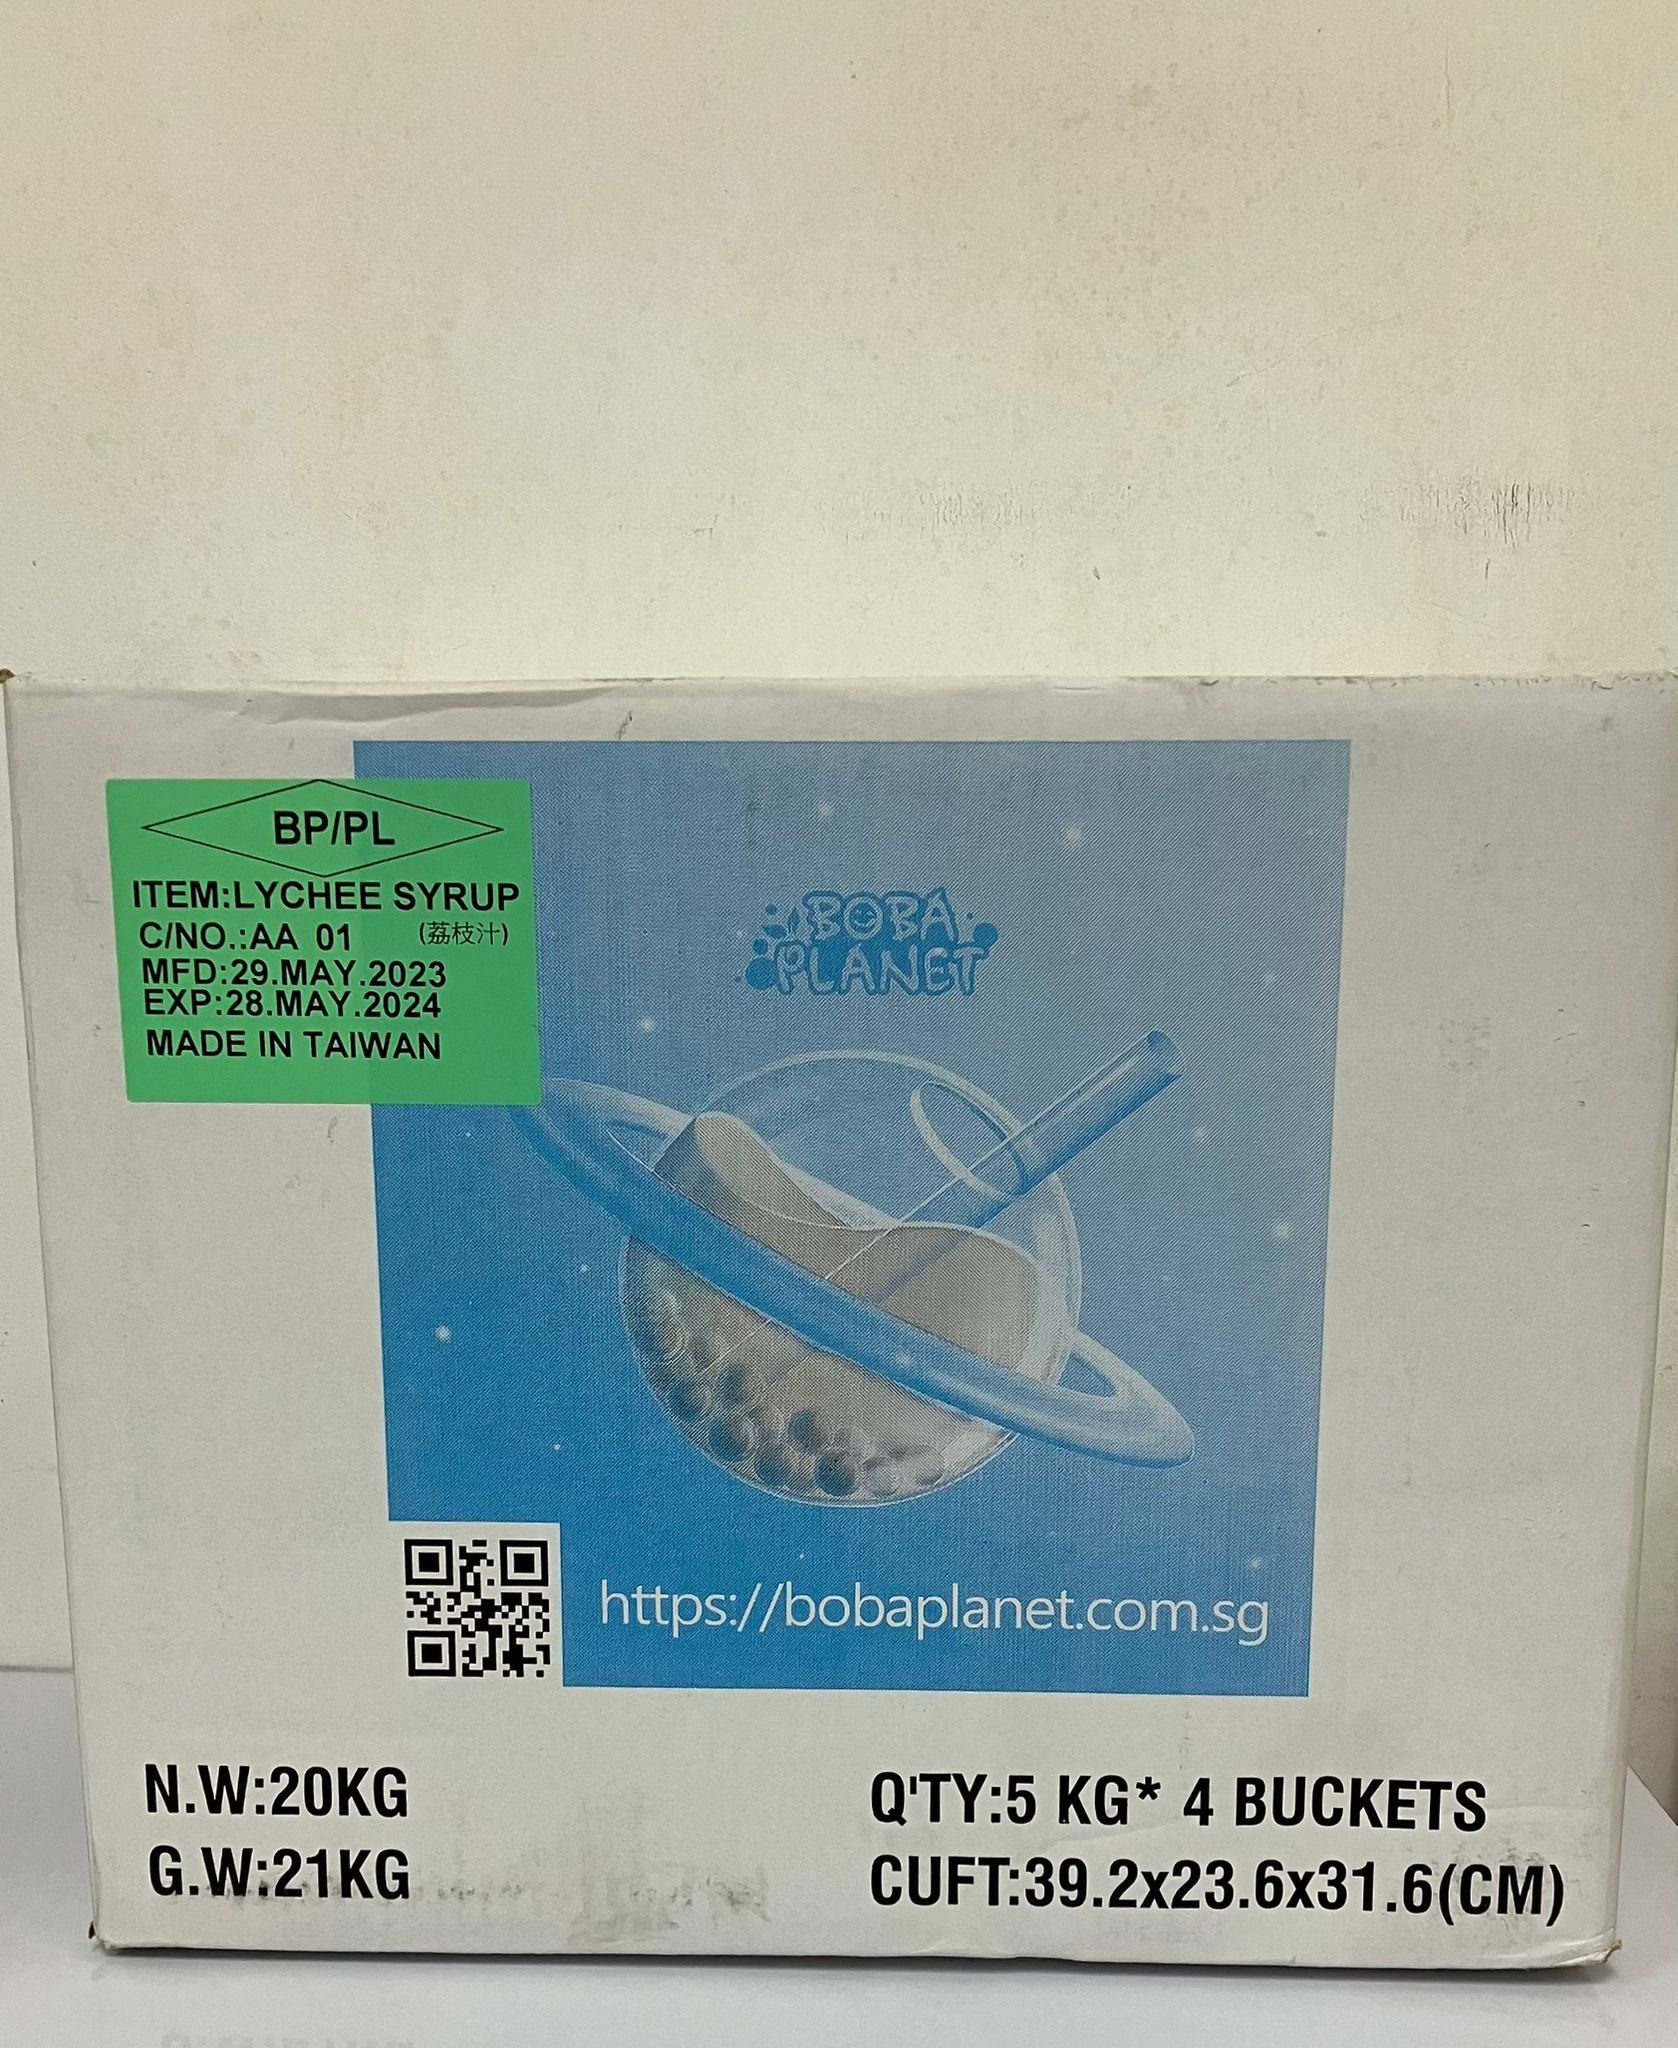 BP/PL
ITEM:LYCHEE SYRUP
C/NO.:AA 01 (荔枝汁)
MFD:29.MAY.2023
EXP:28.MAY.2024
MADE IN TAIWAN
BOBA
PLANET
https://bobaplanet.com.sg
N.W:20KG
G.W:21KG
Q'TY:5 KG* 4 BUCKETS
CUFT:39.2x23.6x31.6(CM)